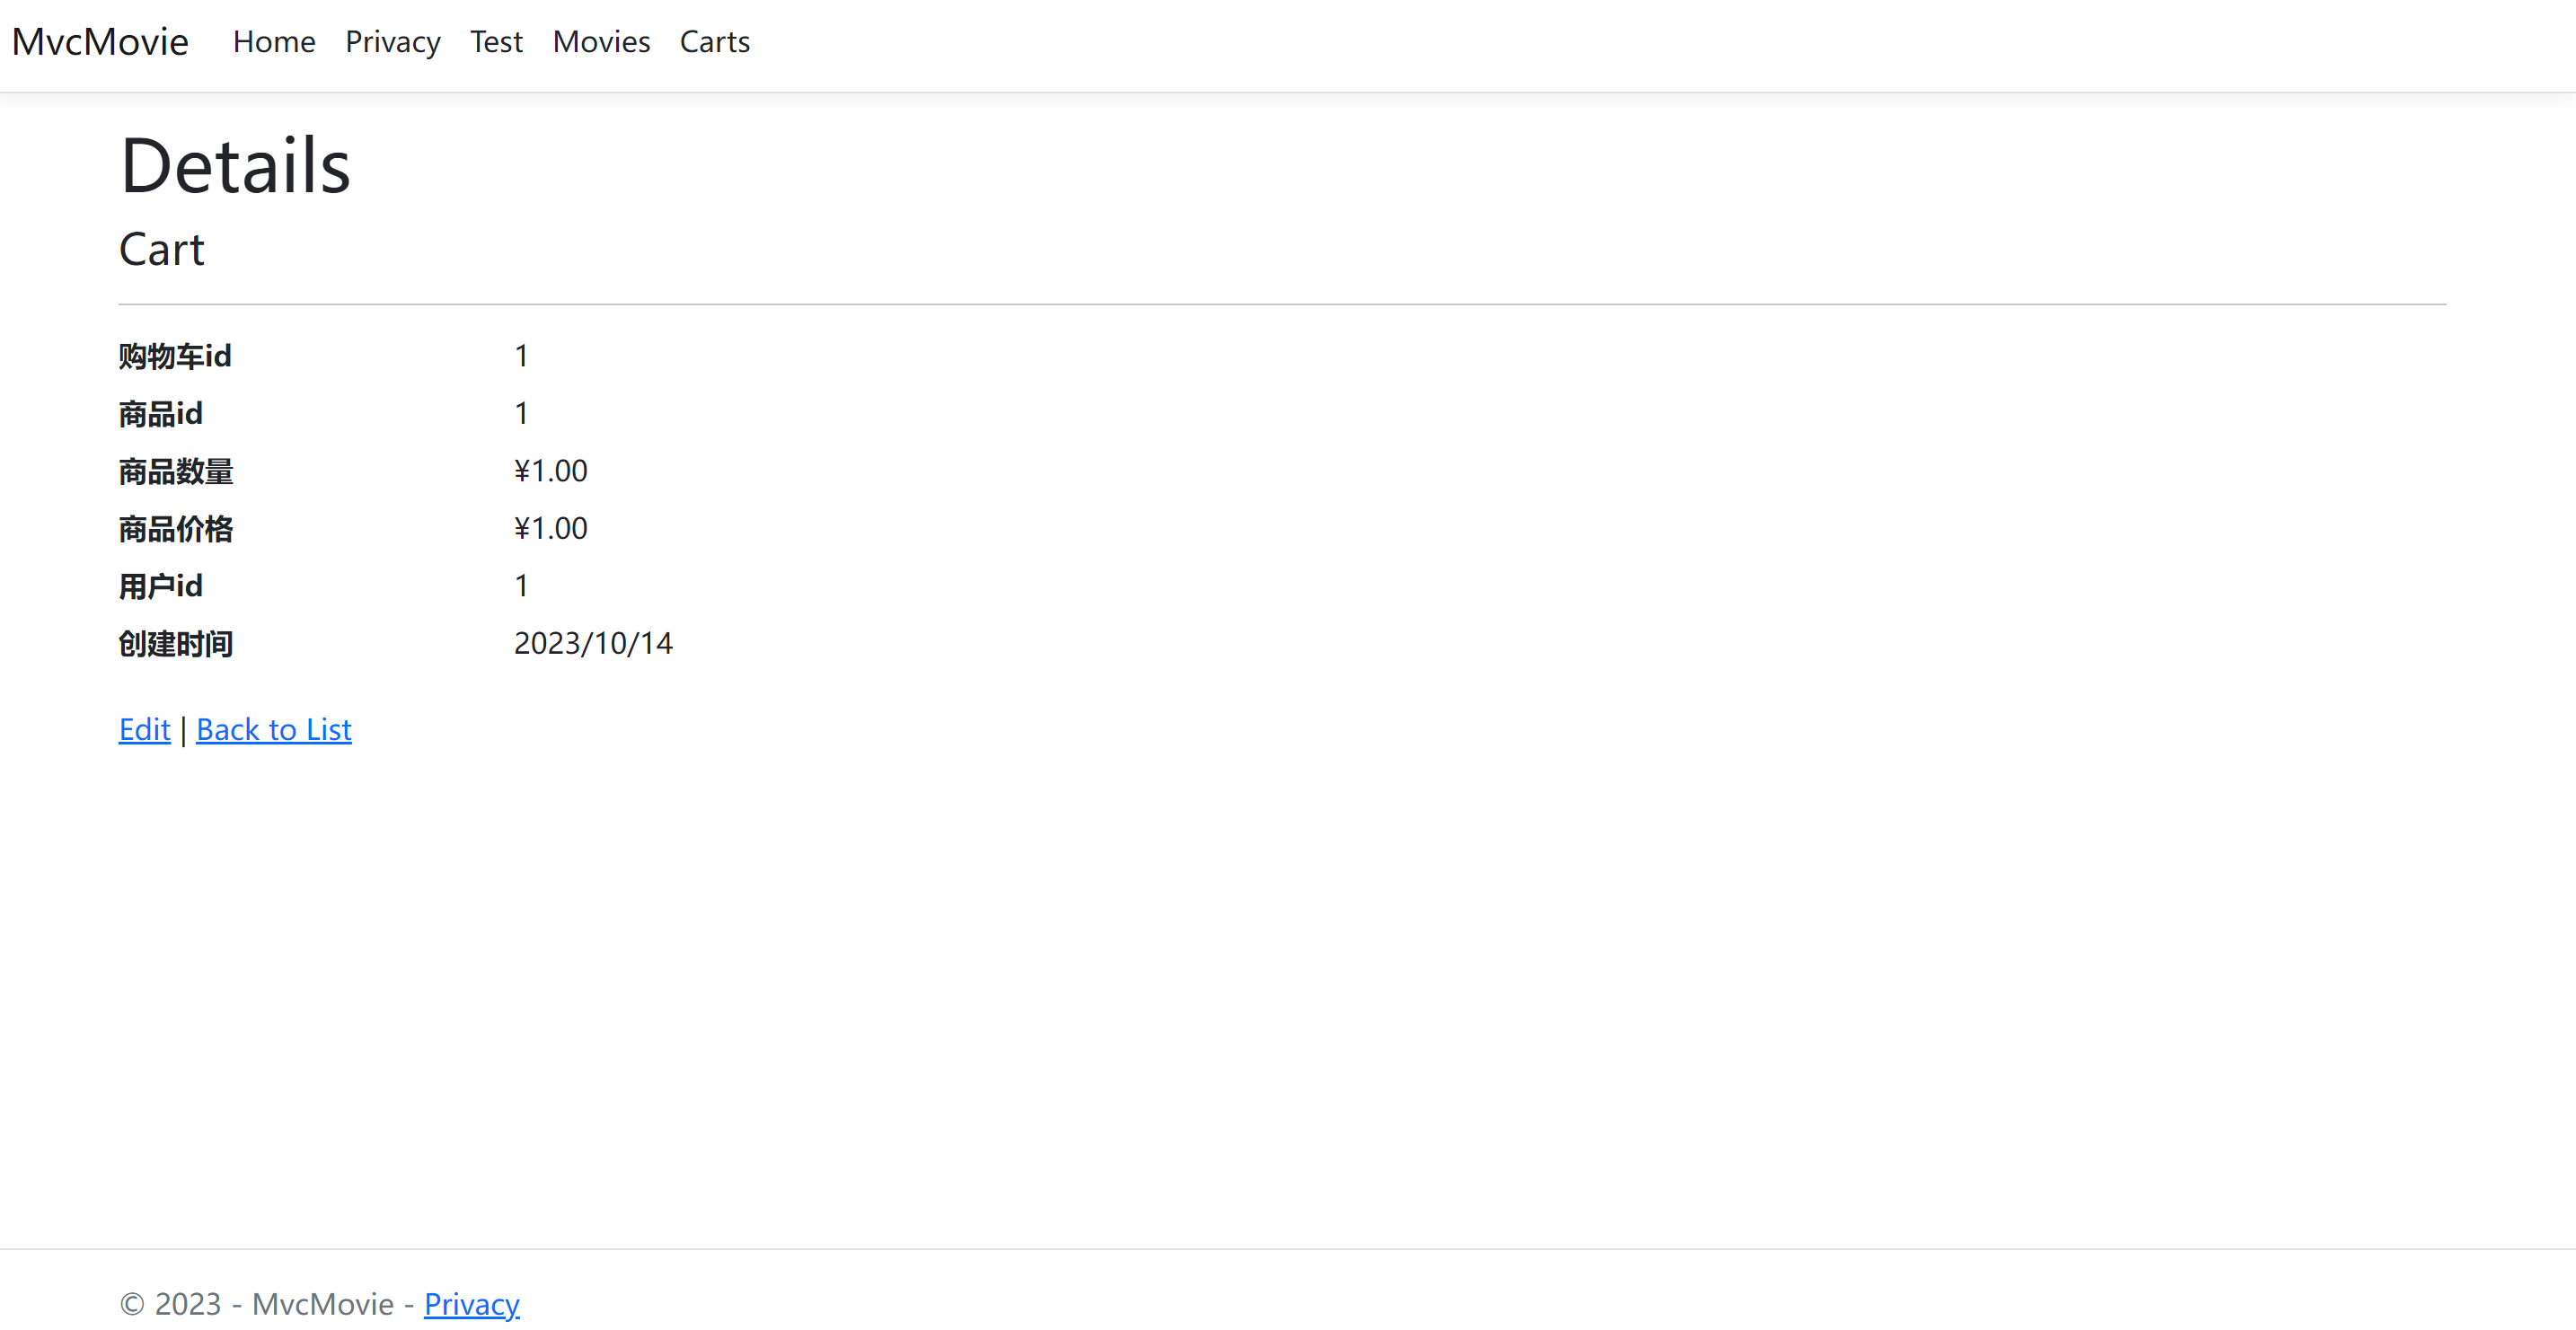 MvcMovie Home Privacy Test Movies Carts
Details
Cart
购物车id 1
商品id 1
商品数量 ¥1.00
商品价格 ¥1.00
用户id 1
创建时间 2023/10/14
Edit | Back to List
© 2023 - MvcMovie - Privacy